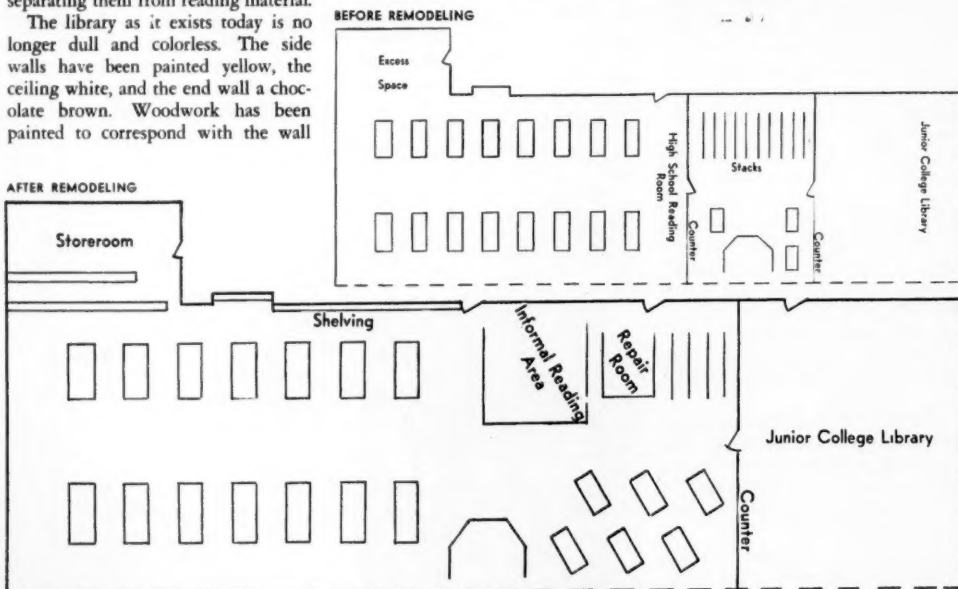 separating them from reading material.
The library as it exists today is no
longer dull and colorless. The side
walls have been painted yellow, the
ceiling white, and the end wall a choc-
olate brown. Woodwork has been
painted to correspond with the wall
BEFORE REMODELING
Excess
Space
High School Reading
Room
Counter
Stacks
Counter
Junior College Library
AFTER REMODELING
Storeroom
Shelving
Informal Reading
Area
Repair
Room
Counter
Junior College Library